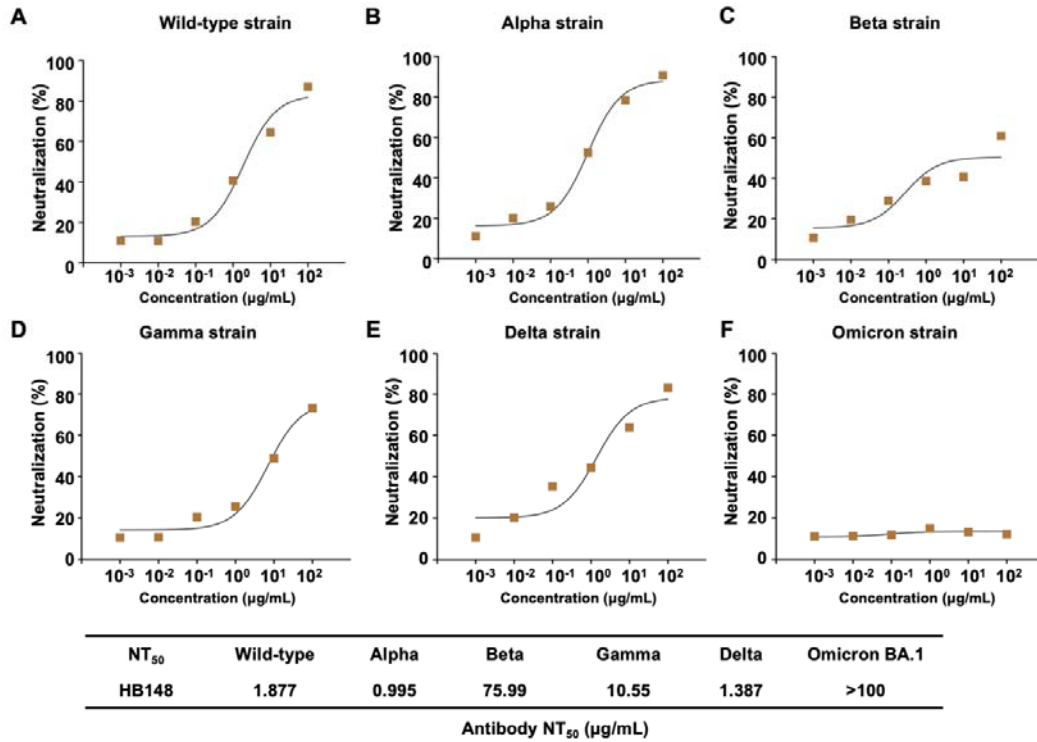 A Wild-type strain
Neutralization (%)
100
80
60
40
20
0
10⁻³ 10⁻² 10⁻¹ 10⁰ 10¹ 10²
Concentration (µg/mL)
B Alpha strain
Neutralization (%)
100
80
60
40
20
0
10⁻³ 10⁻² 10⁻¹ 10⁰ 10¹ 10²
Concentration (µg/mL)
C Beta strain
Neutralization (%)
100
80
60
40
20
0
10⁻³ 10⁻² 10⁻¹ 10⁰ 10¹ 10²
Concentration (µg/mL)
D Gamma strain
Neutralization (%)
100
80
60
40
20
0
10⁻³ 10⁻² 10⁻¹ 10⁰ 10¹ 10²
Concentration (µg/mL)
E Delta strain
Neutralization (%)
100
80
60
40
20
0
10⁻³ 10⁻² 10⁻¹ 10⁰ 10¹ 10²
Concentration (µg/mL)
F Omicron strain
Neutralization (%)
100
80
60
40
20
0
10⁻³ 10⁻² 10⁻¹ 10⁰ 10¹ 10²
Concentration (µg/mL)
NT₅₀ Wild-type Alpha Beta Gamma Delta Omicron BA.1
HB148 1.877 0.995 75.99 10.55 1.387 >100
Antibody NT₅₀ (µg/mL)